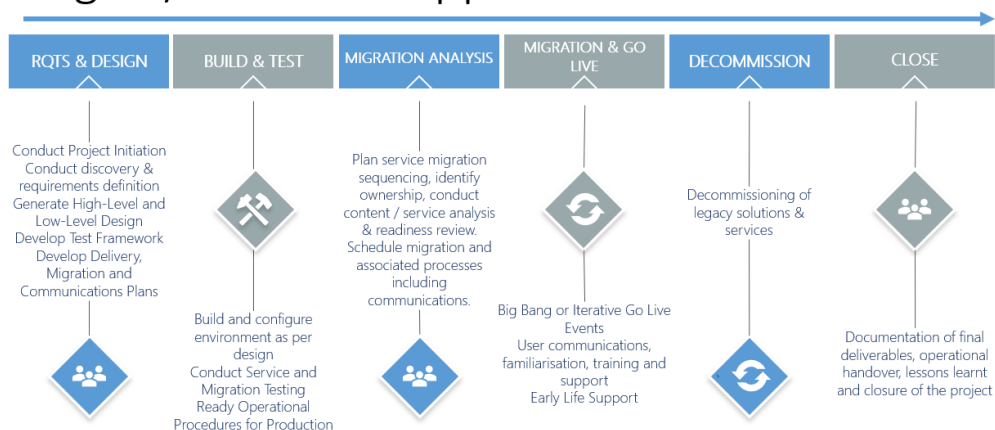 RQTS & DESIGN
BUILD & TEST
MIGRATION ANALYSIS
MIGRATION & GO
LIVE
DECOMMISSION
CLOSE
Conduct Project Initiation
Conduct discovery &
requirements definition
Generate High-Level and
Low-Level Design
Develop Test Framework
Develop Delivery,
Migration and
Communications Plans
Build and configure
environment as per
design
Conduct Service and
Migration Testing
Ready Operational
Procedures for Production
Plan service migration
sequencing, identify
ownership, conduct
content / service analysis
& readiness review.
Schedule migration and
associated processes
including
communications.
Big Bang or Iterative Go Live
Events
User communications,
familiarisation, training and
support
Early Life Support
Decommissioning of
legacy solutions &
services
Documentation of final
deliverables, operational
handover, lessons learnt
and closure of the project